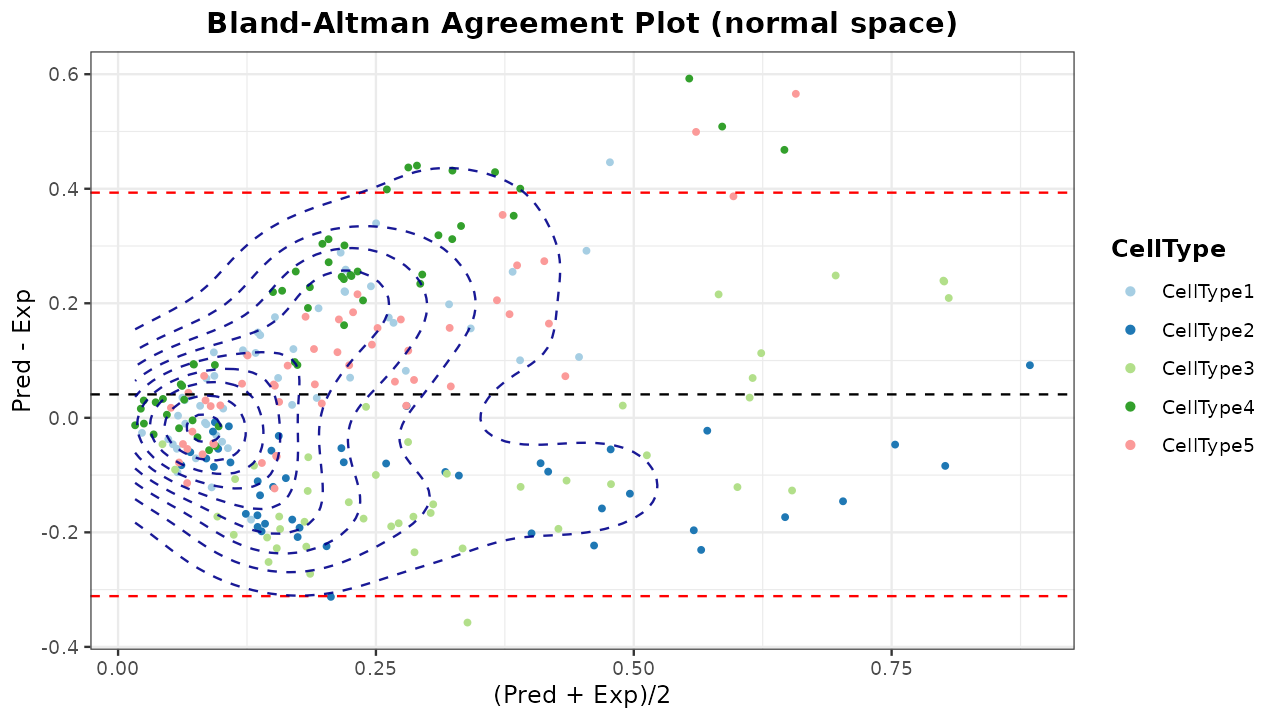 Bland-Altman Agreement Plot (normal space)
Pred - Exp
0.6
0.4
0.2
0.0
-0.2
-0.4
0.00 0.25 0.50 0.75
(Pred + Exp)/2
CellType
CellType1
CellType2
CellType3
CellType4
CellType5